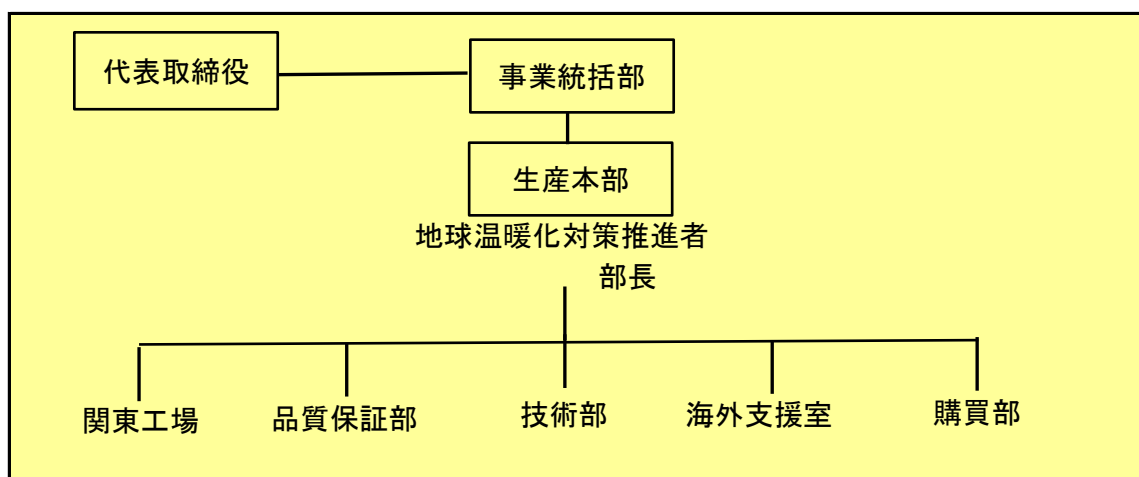 代表取締役
事業統括部
生産本部
地球温暖化対策推進者
部長
関東工場
品質保証部
技術部
海外支援室
購買部